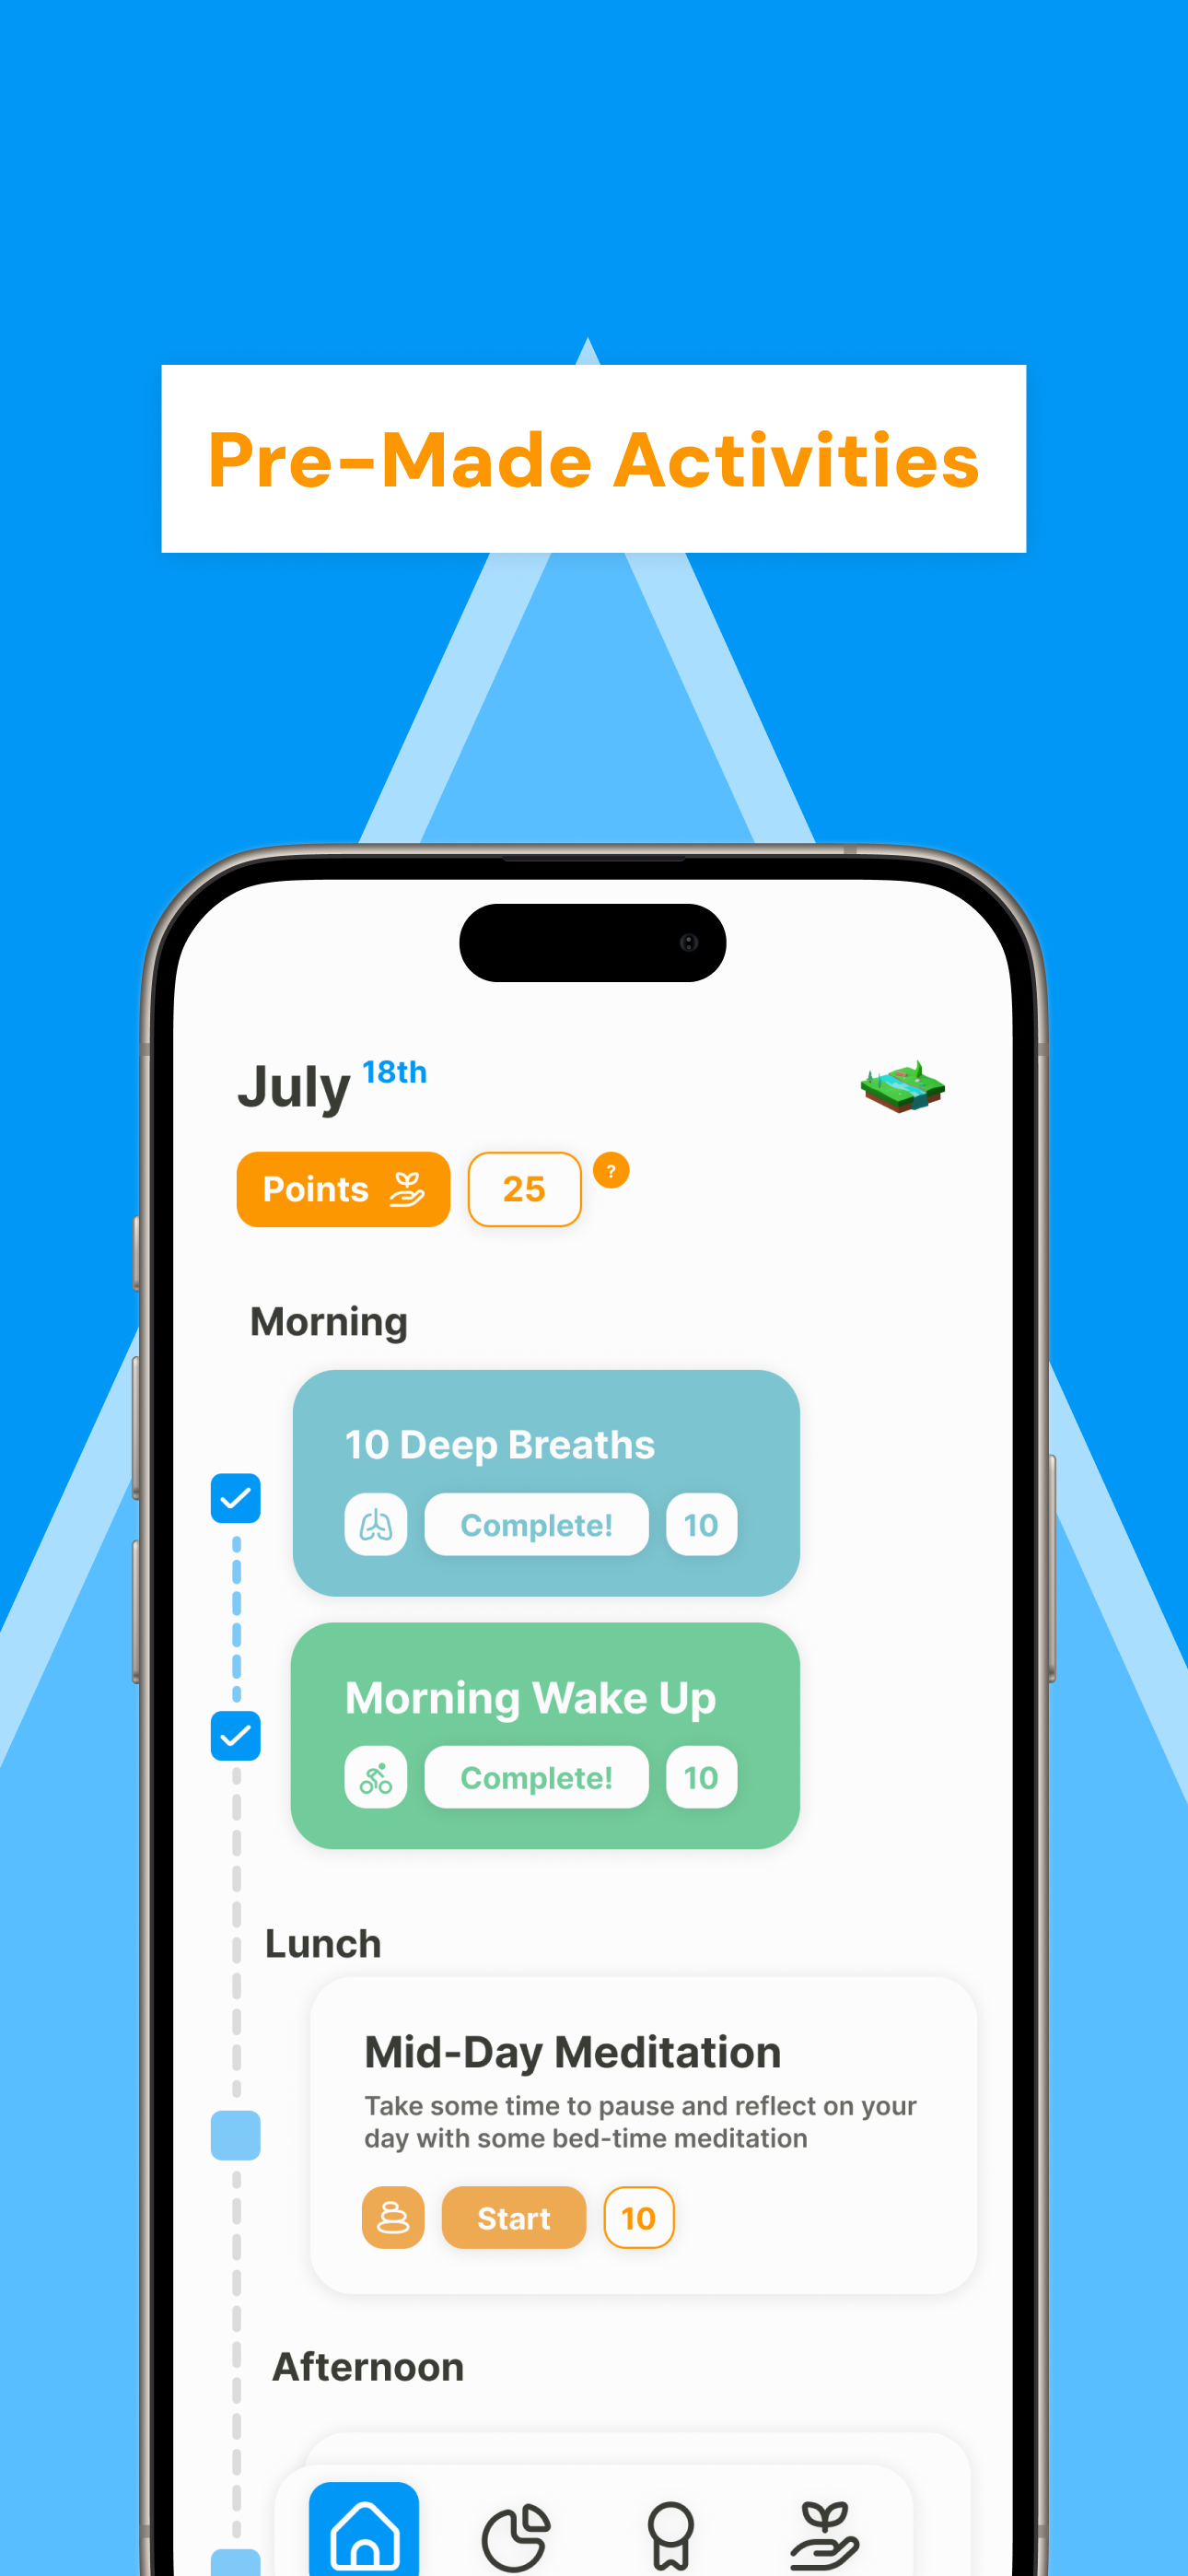 Pre-Made Activities
July 18th
Points 25 ?
Morning
10 Deep Breaths
Complete! 10
Morning Wake Up
Complete! 10
Lunch
Mid-Day Meditation
Take some time to pause and reflect on your
day with some bed-time meditation
Start 10
Afternoon